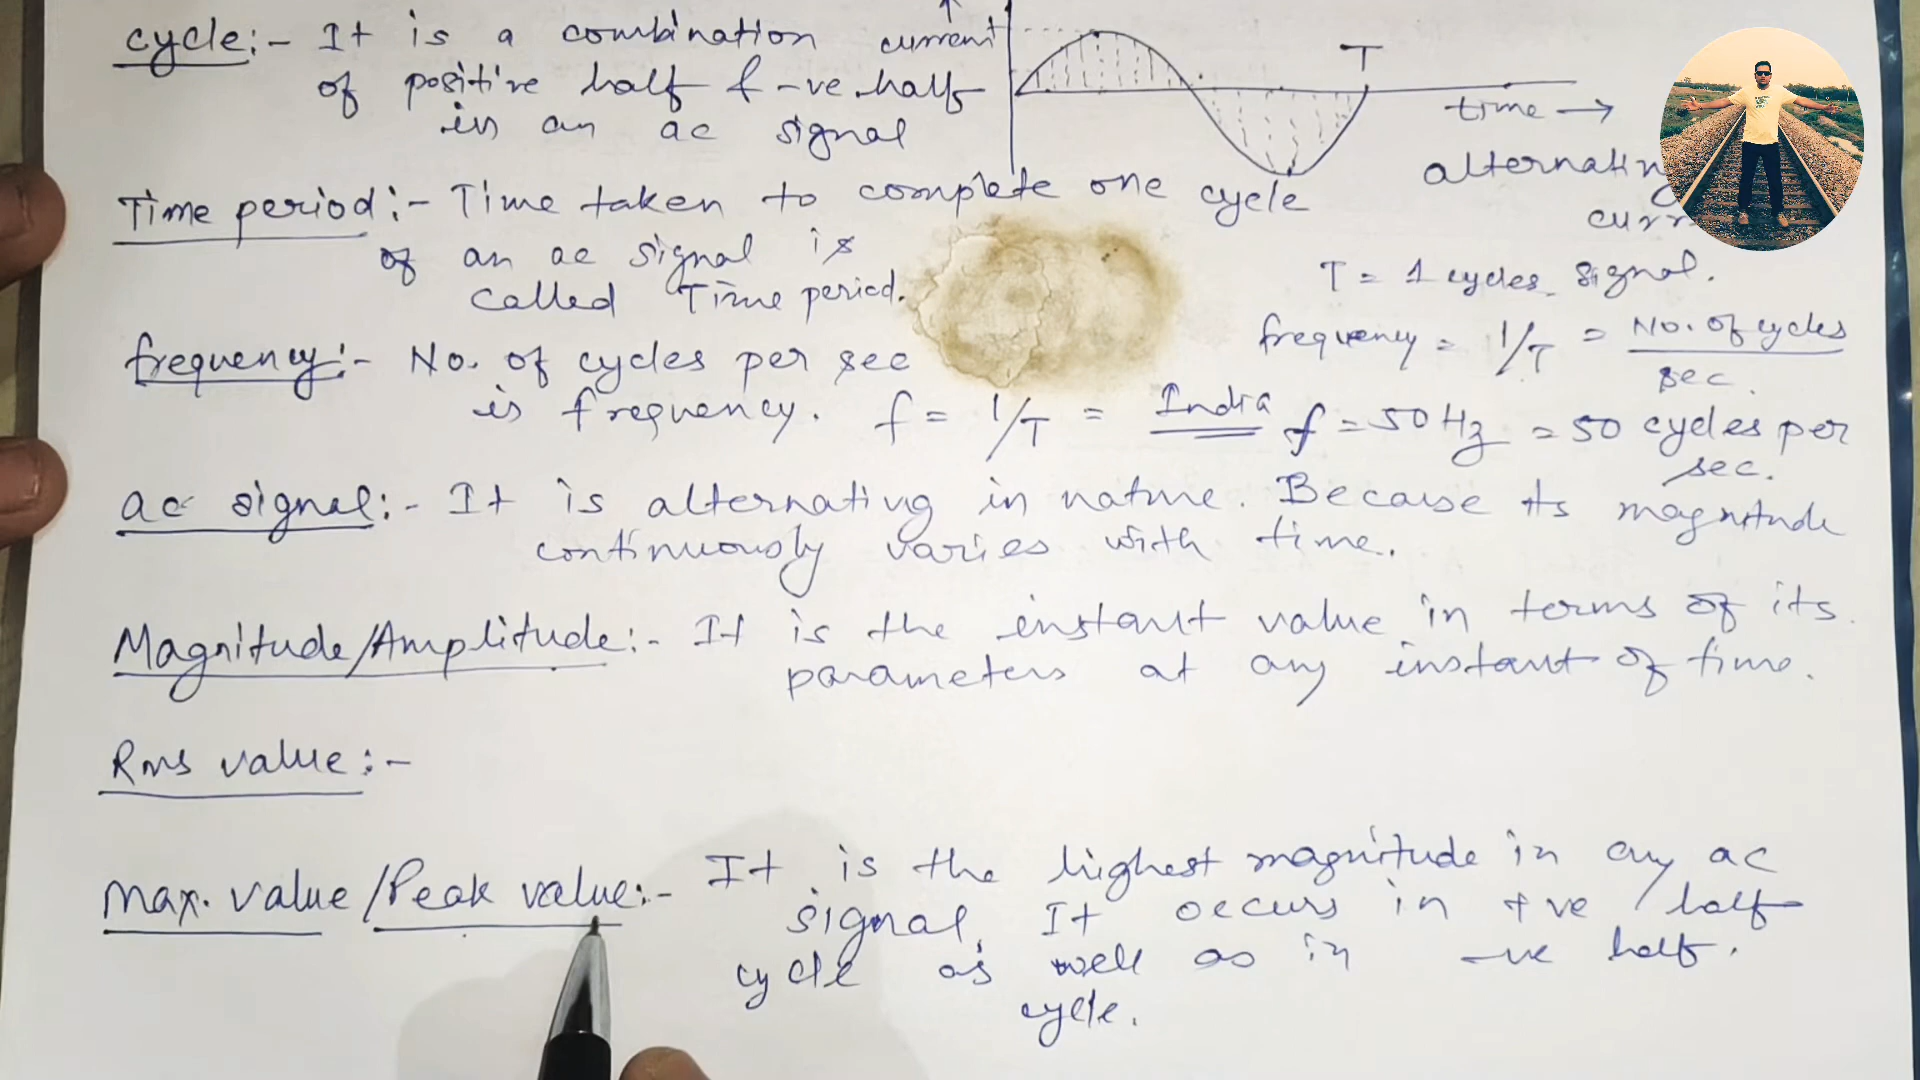 cycle:- It is a combination
of positive half & -ve half
in an ac signal
current
T
time →
alternating
curr
Time period:- Time taken to complete one cycle
of an ac signal is
called Time period.
T = 1 cycles signal.
frequency = 1/T = No. of cycles
sec.
frequency:- No. of cycles per sec
is frequency. f = 1/T = India f = 50 Hz = 50 cycles per
sec.
ac signal:- It is alternating in nature. Because its magnitude
continuously varies with time.
Magnitude/Amplitude:- It is the instant value in terms of its
parameters at any instant of time.
Rms value:-
Max. value /Peak value:- It is the highest magnitude in any ac
signal. It occurs in +ve half
cycle as well as in -ve half.
cycle.